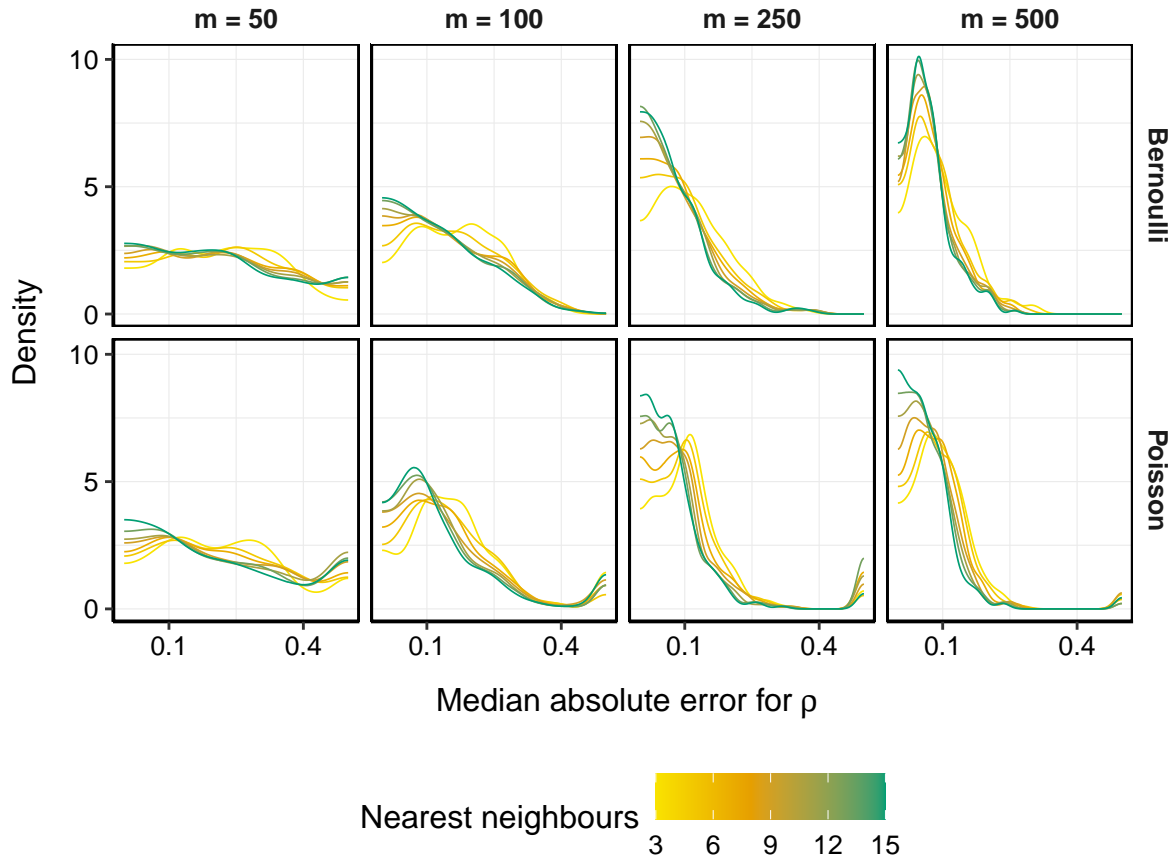 m = 50 m = 100 m = 250 m = 500
10
5
0
Bernoulli
Density
10
5
0
Poisson
0.1 0.4 0.1 0.4 0.1 0.4 0.1 0.4
Median absolute error for ρ
Nearest neighbours
3 6 9 12 15